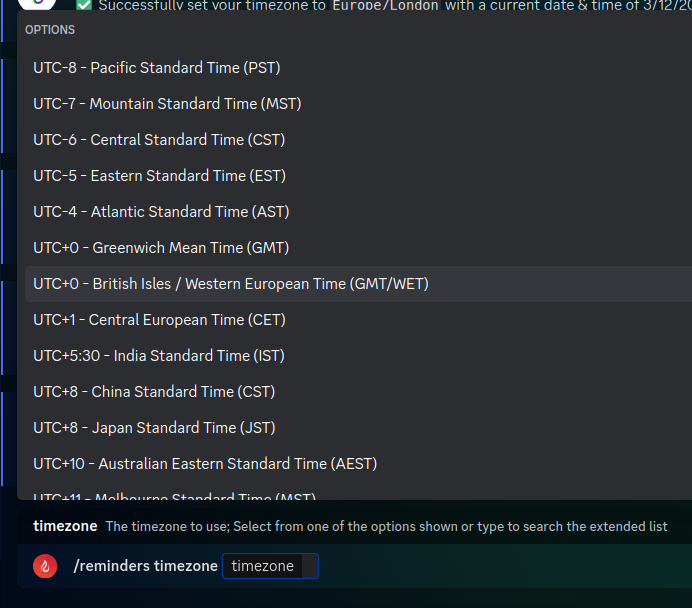 Successfully set your timezone to Europe/London with a current date & time of 3/12/20
OPTIONS
UTC-8 - Pacific Standard Time (PST)
UTC-7 - Mountain Standard Time (MST)
UTC-6 - Central Standard Time (CST)
UTC-5 - Eastern Standard Time (EST)
UTC-4 - Atlantic Standard Time (AST)
UTC+0 - Greenwich Mean Time (GMT)
UTC+0 - British Isles / Western European Time (GMT/WET)
UTC+1 - Central European Time (CET)
UTC+5:30 - India Standard Time (IST)
UTC+8 - China Standard Time (CST)
UTC+8 - Japan Standard Time (JST)
UTC+10 - Australian Eastern Standard Time (AEST)
UTC+11 - Melbourne Standard Time (MST)
timezone The timezone to use; Select from one of the options shown or type to search the extended list
/reminders timezone timezone